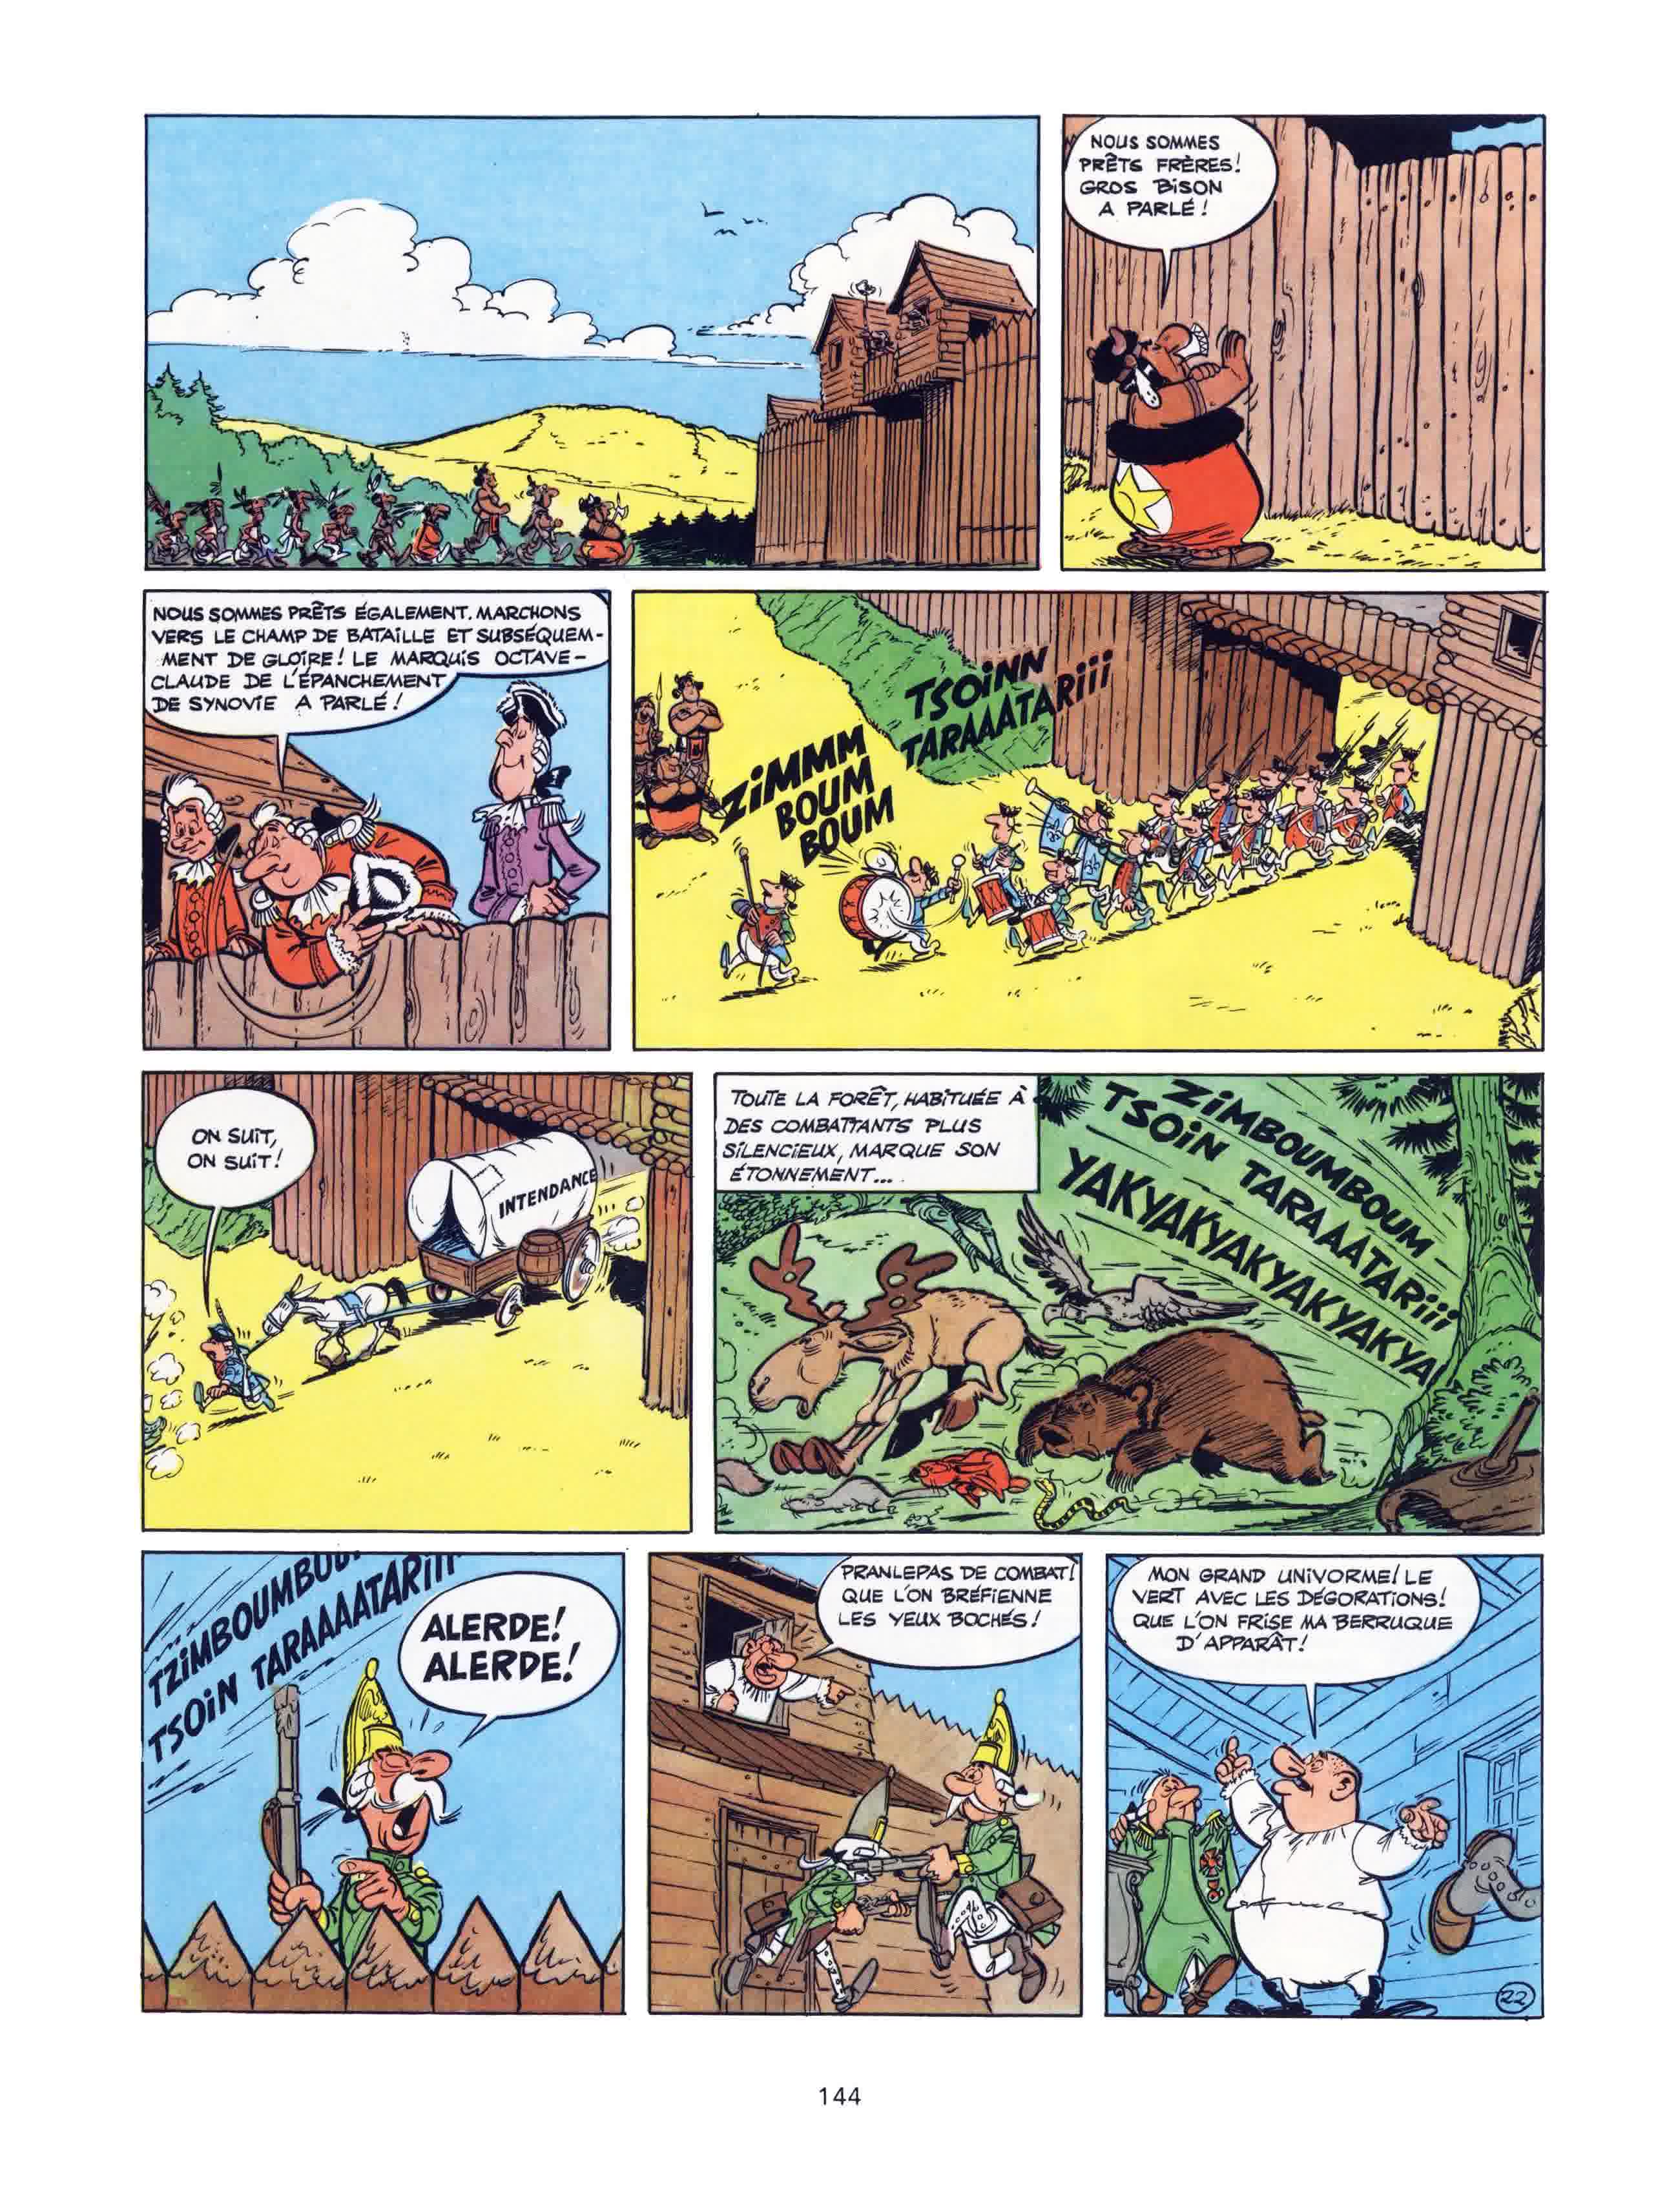 NOUS SOMMES
PRÊTS FRÈRES!
GROS BISON
A PARLÉ!
NOUS SOMMES PRÊTS ÉGALEMENT. MARCHONS
VERS LE CHAMP DE BATAILLE ET SUBSÉQUEM-
MENT DE GLOIRE! LE MARQUIS OCTAVE-
CLAUDE DE L'ÉPANCHEMENT
DE SYNOVIE A PARLÉ!
TSOINN
TARAAATARIII
ZIMMM
BOUM
BOUM
ON SUIT,
ON SUIT!
INTENDANCE
TOUTE LA FORÊT, HABITUÉE À
DES COMBATTANTS PLUS
SILENCIEUX, MARQUE SON
ÉTONNEMENT...
ZIMBOUMBOUM-
TSOIN TARAAATARIII
YAKYAKYAKYAKYAKYA
TZIMBOUMBOU
TSOIN TARAAAATARIII
ALERDE!
ALERDE!
PRANLEPAS DE COMBAT!
QUE L'ON BRÉFIENNE
LES YEUX BOCHÉS!
MON GRAND UNIVORME! LE
VERT AVEC LES DÉGORATIONS!
QUE L'ON FRISE MA BERRUQUE
D'APPARÂT!
22
144